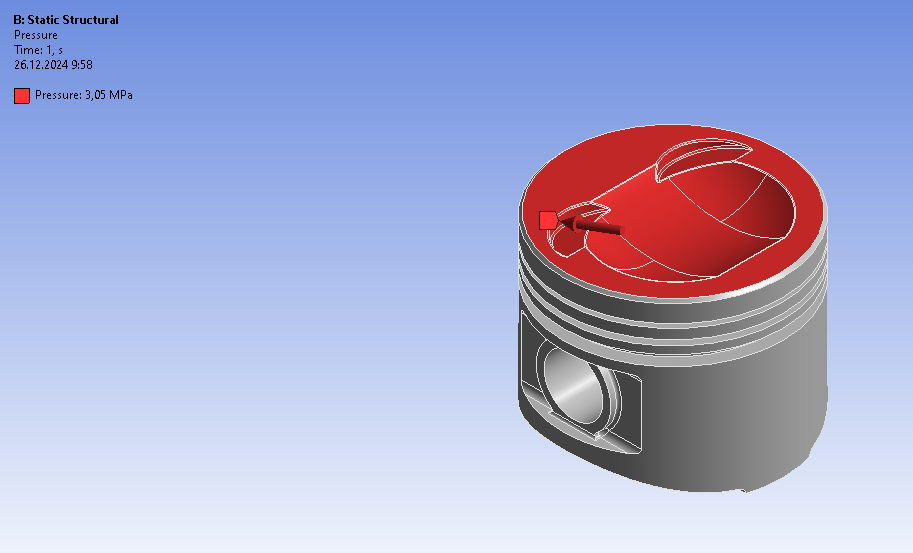 B: Static Structural
Pressure
Time: 1, s
26.12.2024 9:58
Pressure: 3,05 MPa